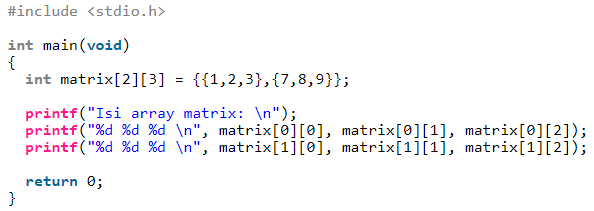 #include <stdio.h>
int main(void)
{
int matrix[2][3] = {{1,2,3},{7,8,9}};
printf("Isi array matrix: \n");
printf("%d %d %d \n", matrix[0][0], matrix[0][1], matrix[0][2]);
printf("%d %d %d \n", matrix[1][0], matrix[1][1], matrix[1][2]);
return 0;
}